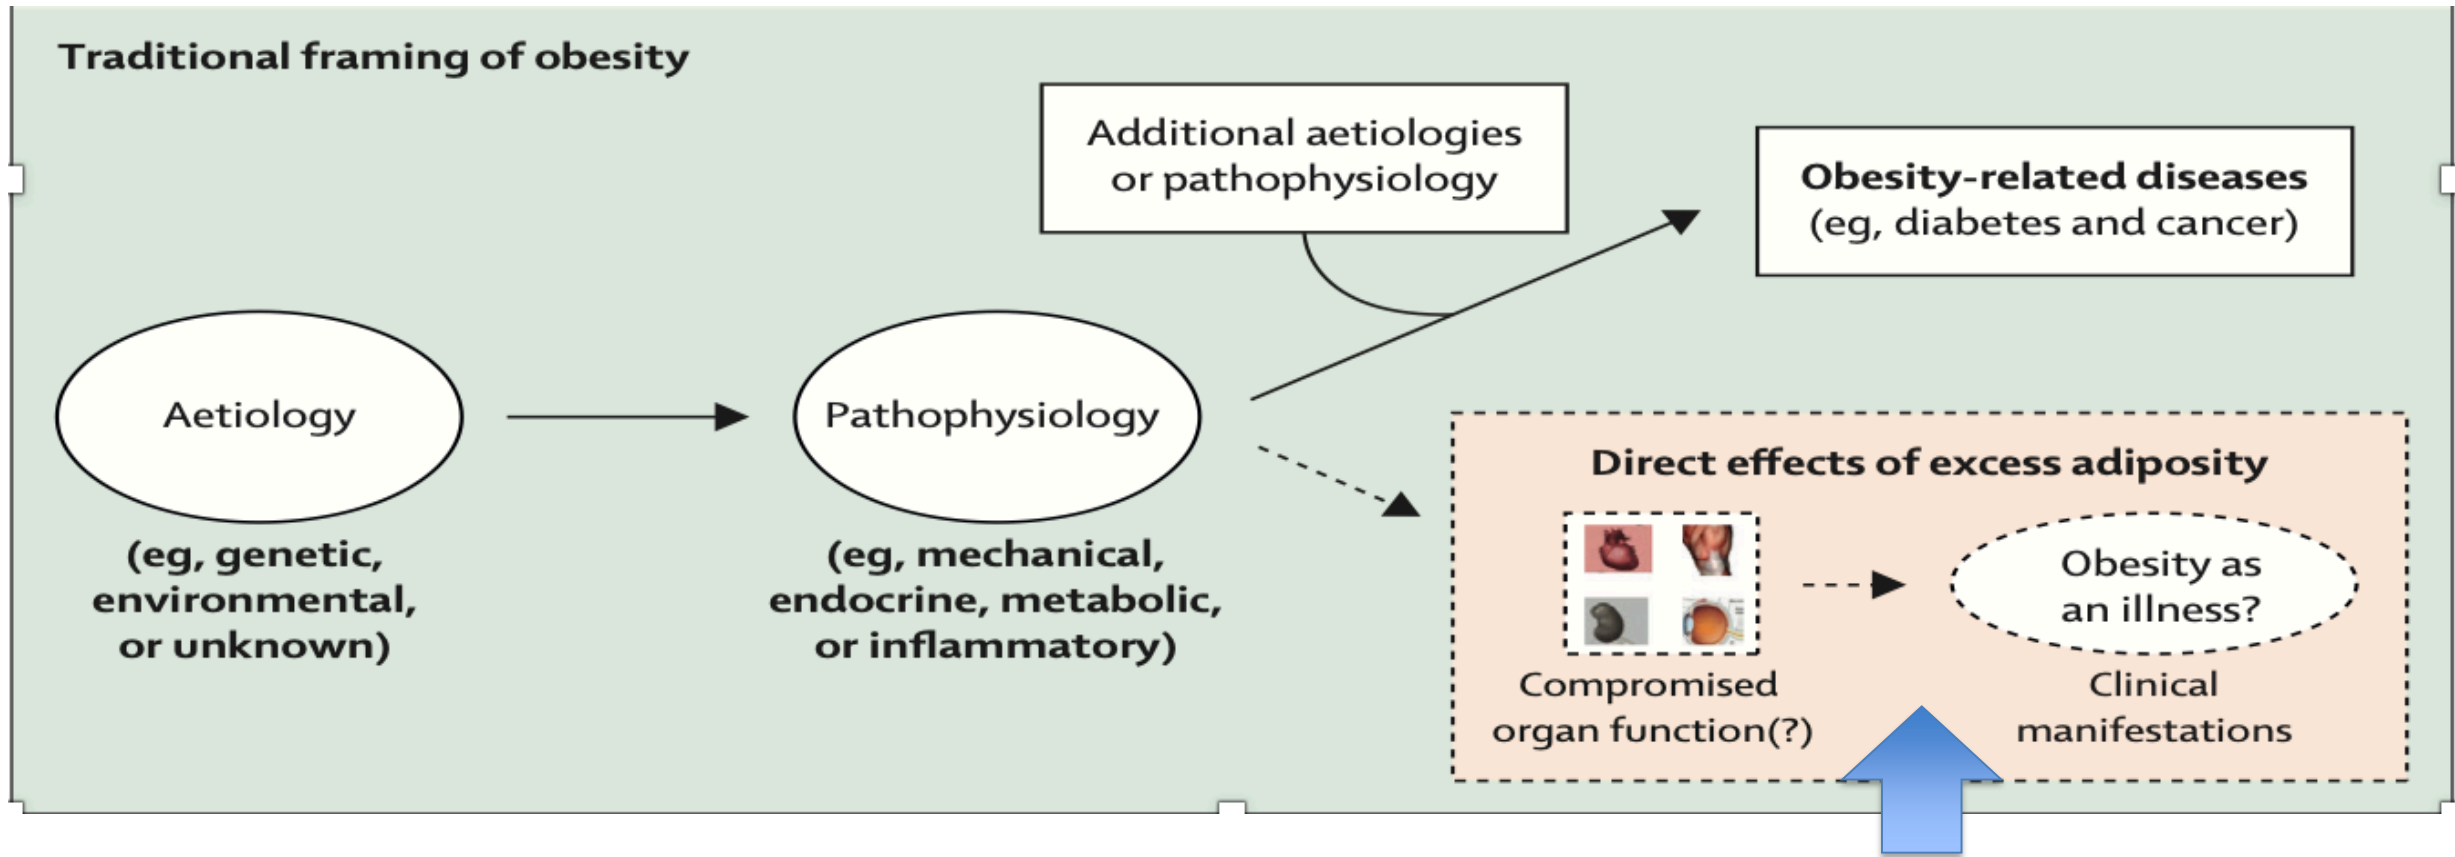 Traditional framing of obesity
Additional aetiologies
or pathophysiology
Obesity-related diseases
(eg, diabetes and cancer)
Aetiology
(eg, genetic,
environmental,
or unknown)
Pathophysiology
(eg, mechanical,
endocrine, metabolic,
or inflammatory)
Direct effects of excess adiposity
Compromised
organ function(?)
Obesity as
an illness?
Clinical
manifestations